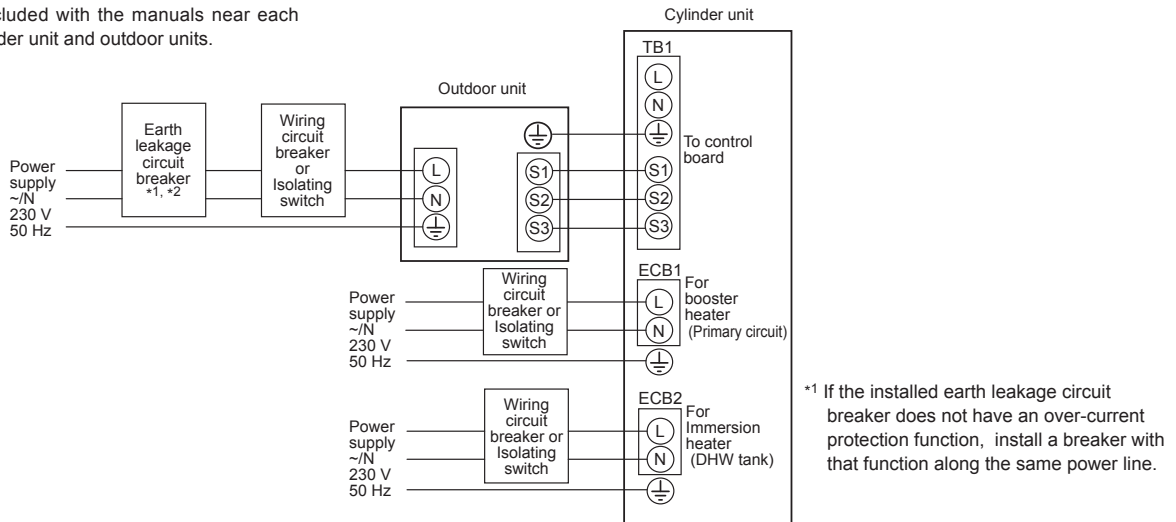 cluded with the manuals near each
der unit and outdoor units.
Cylinder unit
TB1
L
N
To control
board
S1
S2
S3
Outdoor unit
L
N
S1
S2
S3
Earth
leakage
circuit
breaker
*1, *2
Wiring
circuit
breaker
or
Isolating
switch
Power
supply
~/N
230 V
50 Hz
ECB1
For
booster
heater
(Primary circuit)
L
N
Wiring
circuit
breaker or
Isolating
switch
Power
supply
~/N
230 V
50 Hz
ECB2
For
Immersion
heater
(DHW tank)
L
N
Wiring
circuit
breaker or
Isolating
switch
Power
supply
~/N
230 V
50 Hz
*1 If the installed earth leakage circuit
breaker does not have an over-current
protection function, install a breaker with
that function along the same power line.